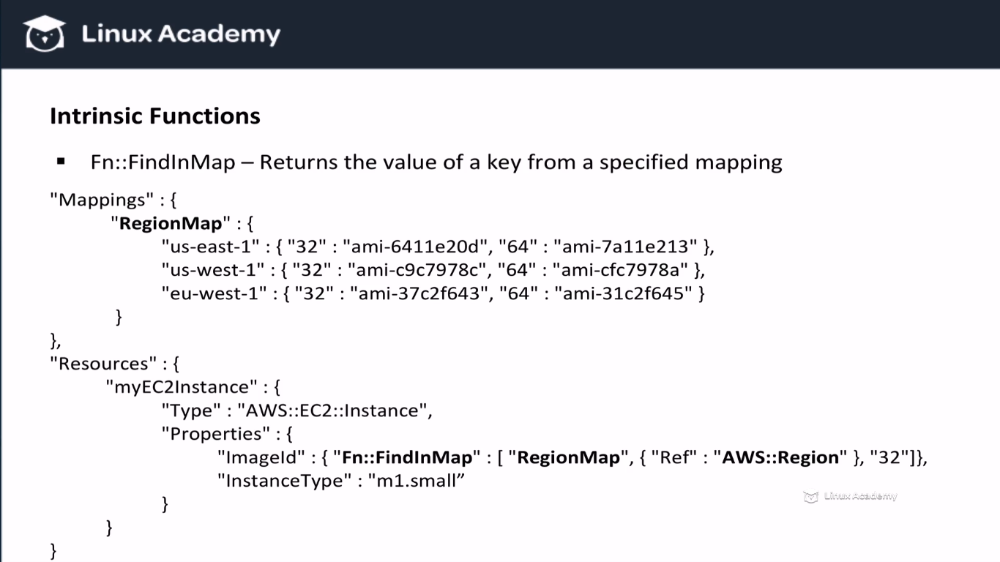 Linux Academy
Intrinsic Functions
▪ Fn::FindInMap – Returns the value of a key from a specified mapping
"Mappings" : {
"RegionMap" : {
"us-east-1" : { "32" : "ami-6411e20d", "64" : "ami-7a11e213" },
"us-west-1" : { "32" : "ami-c9c7978c", "64" : "ami-cfc7978a" },
"eu-west-1" : { "32" : "ami-37c2f643", "64" : "ami-31c2f645" }
}
},
"Resources" : {
"myEC2Instance" : {
"Type" : "AWS::EC2::Instance",
"Properties" : {
"ImageId" : { "Fn::FindInMap" : [ "RegionMap", { "Ref" : "AWS::Region" }, "32"]},
"InstanceType" : "m1.small”
Linux Academy
}
}
}